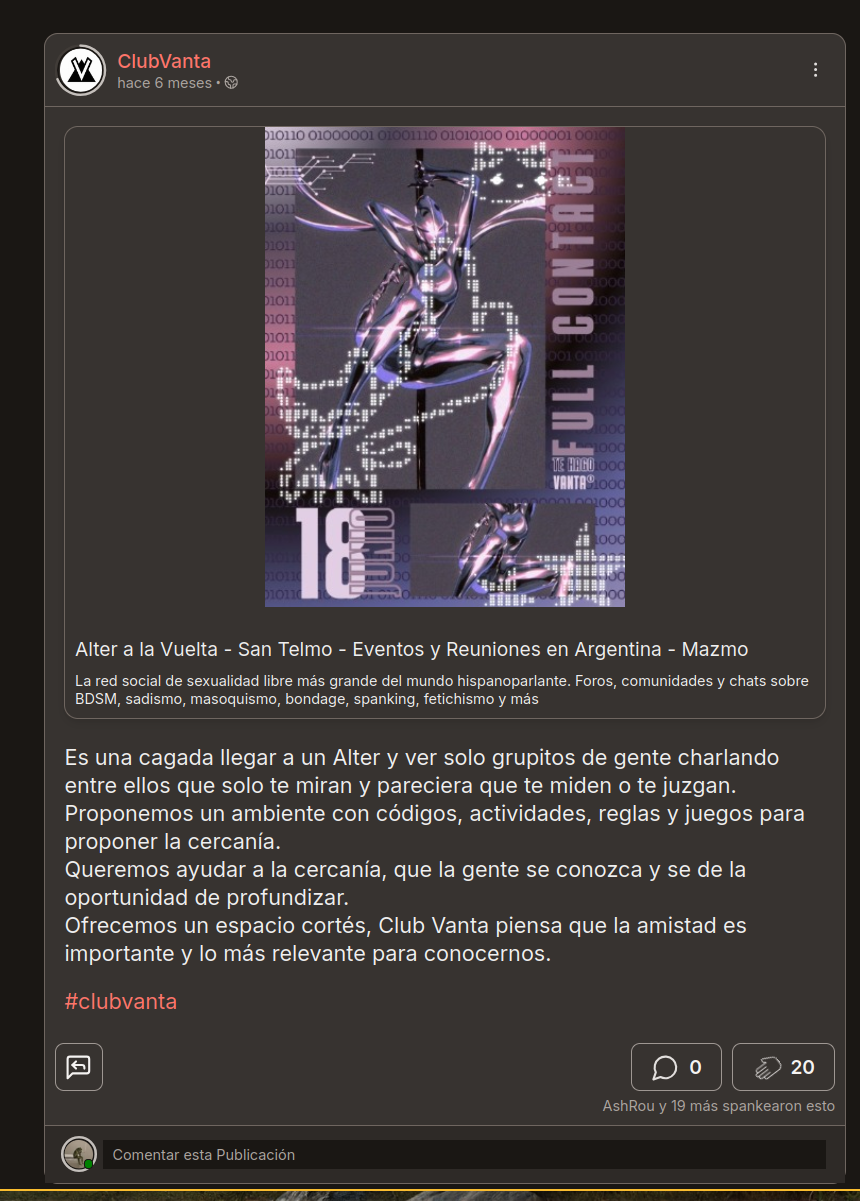 ClubVanta
hace 6 meses •
FULL CONTACT
TE HAGO
VANTA®
18
JUNIO
Alter a la Vuelta - San Telmo - Eventos y Reuniones en Argentina - Mazmo
La red social de sexualidad libre más grande del mundo hispanoparlante. Foros, comunidades y chats sobre
BDSM, sadismo, masoquismo, bondage, spanking, fetichismo y más
Es una cagada llegar a un Alter y ver solo grupitos de gente charlando
entre ellos que solo te miran y pareciera que te miden o te juzgan.
Proponemos un ambiente con códigos, actividades, reglas y juegos para
proponer la cercanía.
Queremos ayudar a la cercanía, que la gente se conozca y se de la
oportunidad de profundizar.
Ofrecemos un espacio cortés, Club Vanta piensa que la amistad es
importante y lo más relevante para conocernos.
#clubvanta
0
20
AshRou y 19 más spankearon esto
Comentar esta Publicación